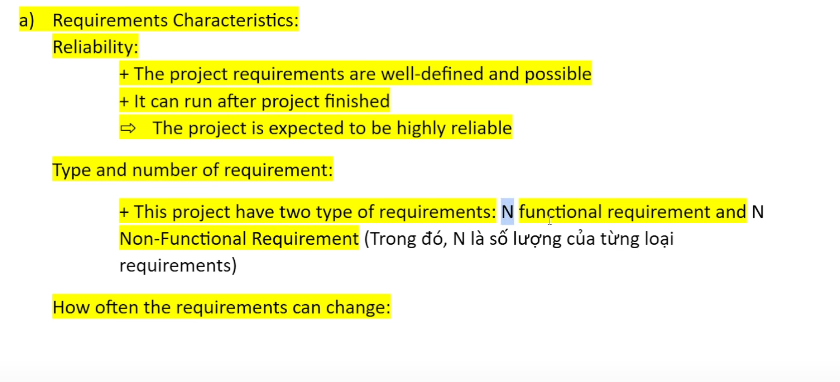 a) Requirements Characteristics:
Reliability:
+ The project requirements are well-defined and possible
+ It can run after project finished
⇨ The project is expected to be highly reliable
Type and number of requirement:
+ This project have two type of requirements: N functional requirement and N
Non-Functional Requirement (Trong đó, N là số lượng của từng loại
requirements)
How often the requirements can change: